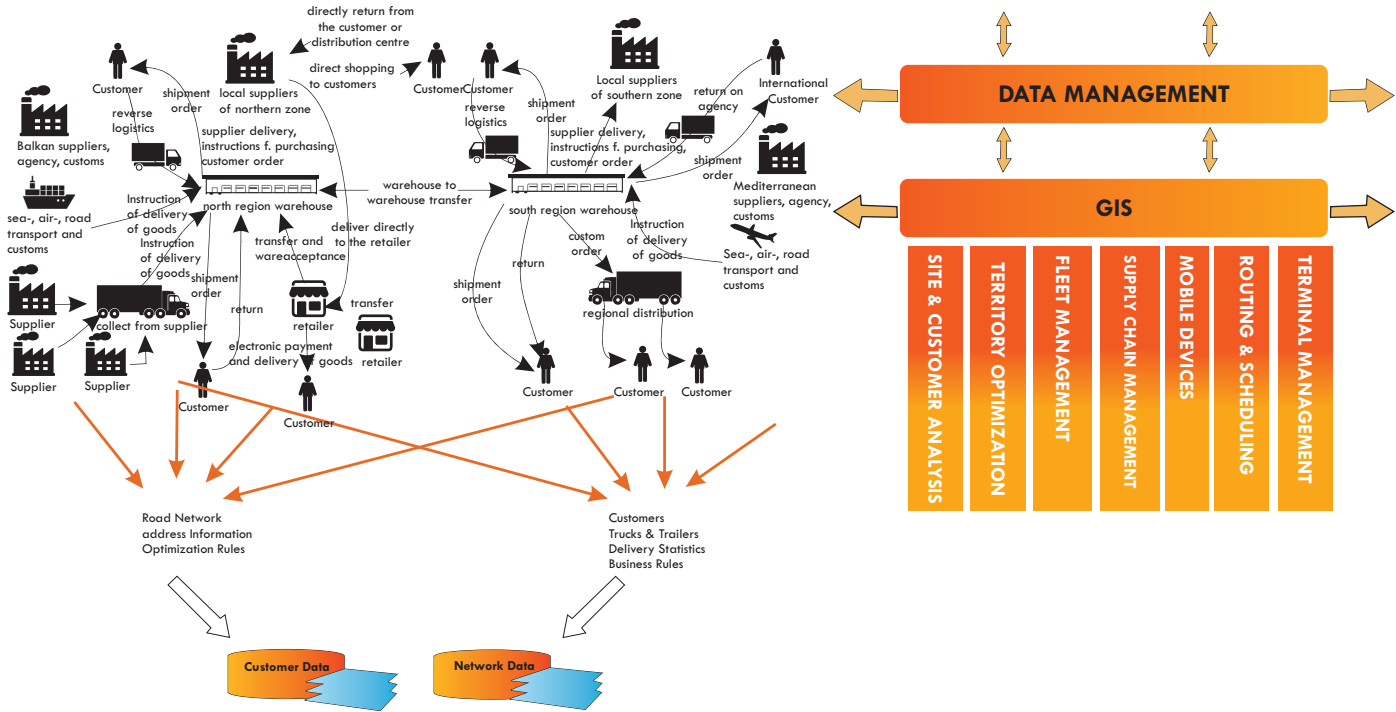 directly return from
the customer or
distribution centre
direct shopping
to customers
Customer
shipment
order
reverse
logistics
local suppliers
of northern zone
supplier delivery,
instructions f. purchasing
customer order
Balkan suppliers,
agency, customs
sea-, air-, road
transport and
customs
Instruction
of delivery
of goods
Instruction
of delivery
of goods
north region warehouse
warehouse to
warehouse transfer
transfer and
wareacceptance
deliver directly
to the retailer
shipment
order
return
Supplier
collect from supplier
Supplier
Supplier
retailer
transfer
retailer
electronic payment
and delivery of goods
Customer
Customer
Customer
Customer
reverse
logistics
shipment
order
Local suppliers
of southern zone
supplier delivery,
instructions f. purchasing,
customer order
return on
agency
International
Customer
shipment
order
Mediterranean
suppliers, agency,
customs
Sea-, air-, road
transport and
customs
south region warehouse
Instruction
of delivery
of goods
custom
order
return
shipment
order
regional distribution
Customer
Customer
Customer
Road Network
address Information
Optimization Rules
Customers
Trucks & Trailers
Delivery Statistics
Business Rules
Customer Data
Network Data
DATA MANAGEMENT
GIS
SITE & CUSTOMER ANALYSIS
TERRITORY OPTIMIZATION
FLEET MANAGEMENT
SUPPLY CHAIN MANAGEMENT
MOBILE DEVICES
ROUTING & SCHEDULING
TERMINAL MANAGEMENT